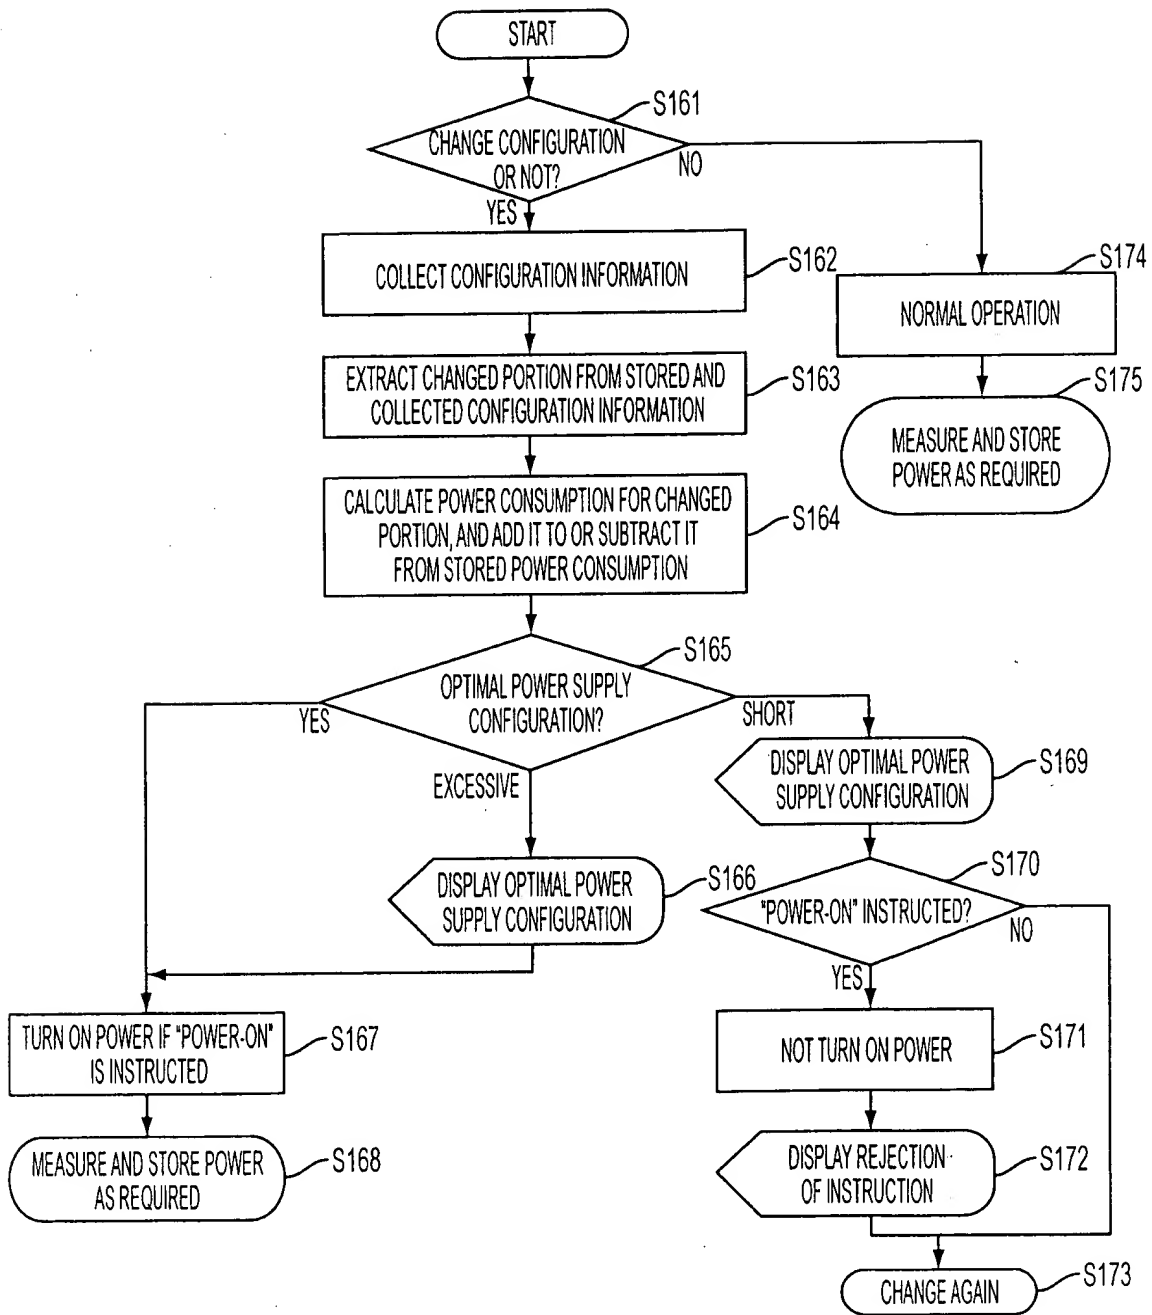 START
S161
CHANGE CONFIGURATION
OR NOT?
NO
YES
S162
COLLECT CONFIGURATION INFORMATION
S174
NORMAL OPERATION
S163
EXTRACT CHANGED PORTION FROM STORED AND
COLLECTED CONFIGURATION INFORMATION
S175
MEASURE AND STORE
POWER AS REQUIRED
S164
CALCULATE POWER CONSUMPTION FOR CHANGED
PORTION, AND ADD IT TO OR SUBTRACT IT
FROM STORED POWER CONSUMPTION
S165
OPTIMAL POWER SUPPLY
CONFIGURATION?
YES
SHORT
EXCESSIVE
DISPLAY OPTIMAL POWER
SUPPLY CONFIGURATION
S169
DISPLAY OPTIMAL POWER
SUPPLY CONFIGURATION
S166
S170
"POWER-ON" INSTRUCTED?
NO
YES
TURN ON POWER IF "POWER-ON"
IS INSTRUCTED
S167
NOT TURN ON POWER
S171
MEASURE AND STORE POWER
AS REQUIRED
S168
DISPLAY REJECTION
OF INSTRUCTION
S172
CHANGE AGAIN
S173